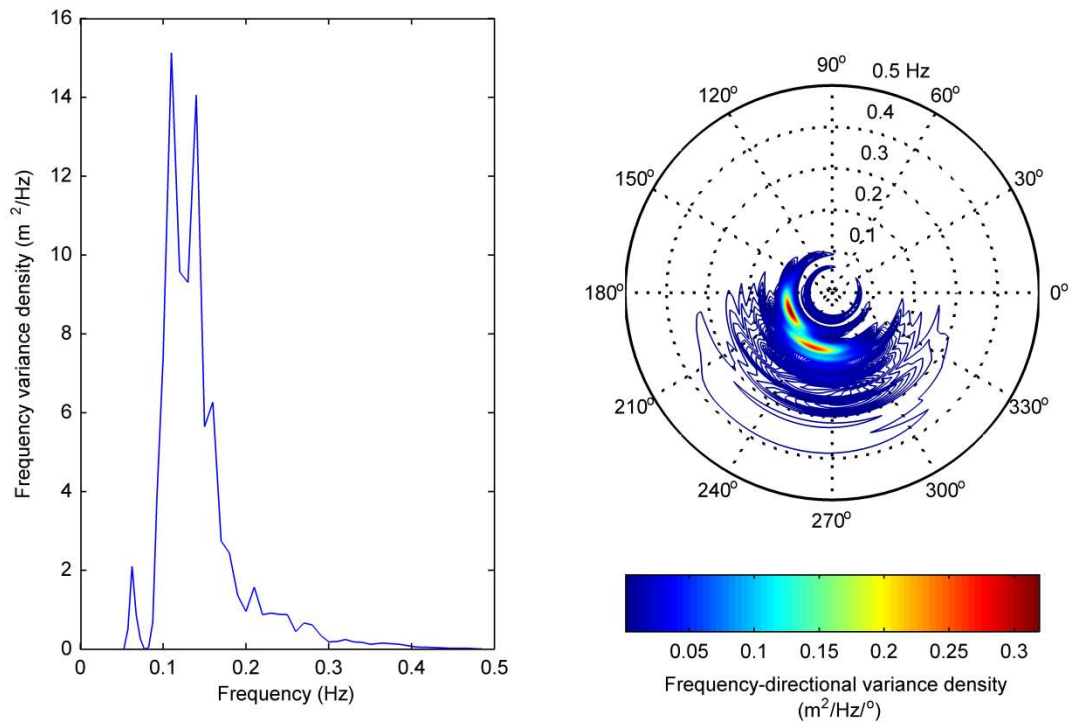 16
14
12
10
8
6
4
2
0
Frequency variance density (m ²/Hz)
0 0.1 0.2 0.3 0.4 0.5
Frequency (Hz)
90º 0.5 Hz
120º 60º
0.4
0.3
150º 30º
0.2
0.1
180º 0º
210º 330º
240º 300º
270º
0.05 0.1 0.15 0.2 0.25 0.3
Frequency-directional variance density
(m²/Hz/º)